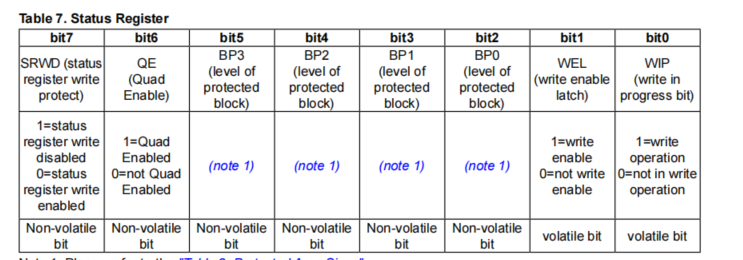 Table 7. Status Register
bit7 bit6 bit5 bit4 bit3 bit2 bit1 bit0
SRWD (status register write protect)
QE (Quad Enable)
BP3 (level of protected block)
BP2 (level of protected block)
BP1 (level of protected block)
BP0 (level of protected block)
WEL (write enable latch)
WIP (write in progress bit)
1=status register write disabled 0=status register write enabled
1=Quad Enabled 0=not Quad Enabled
(note 1)
(note 1)
(note 1)
(note 1)
1=write enable 0=not write enable
1=write operation 0=not in write operation
Non-volatile bit
Non-volatile bit
Non-volatile bit
Non-volatile bit
Non-volatile bit
Non-volatile bit
volatile bit
volatile bit